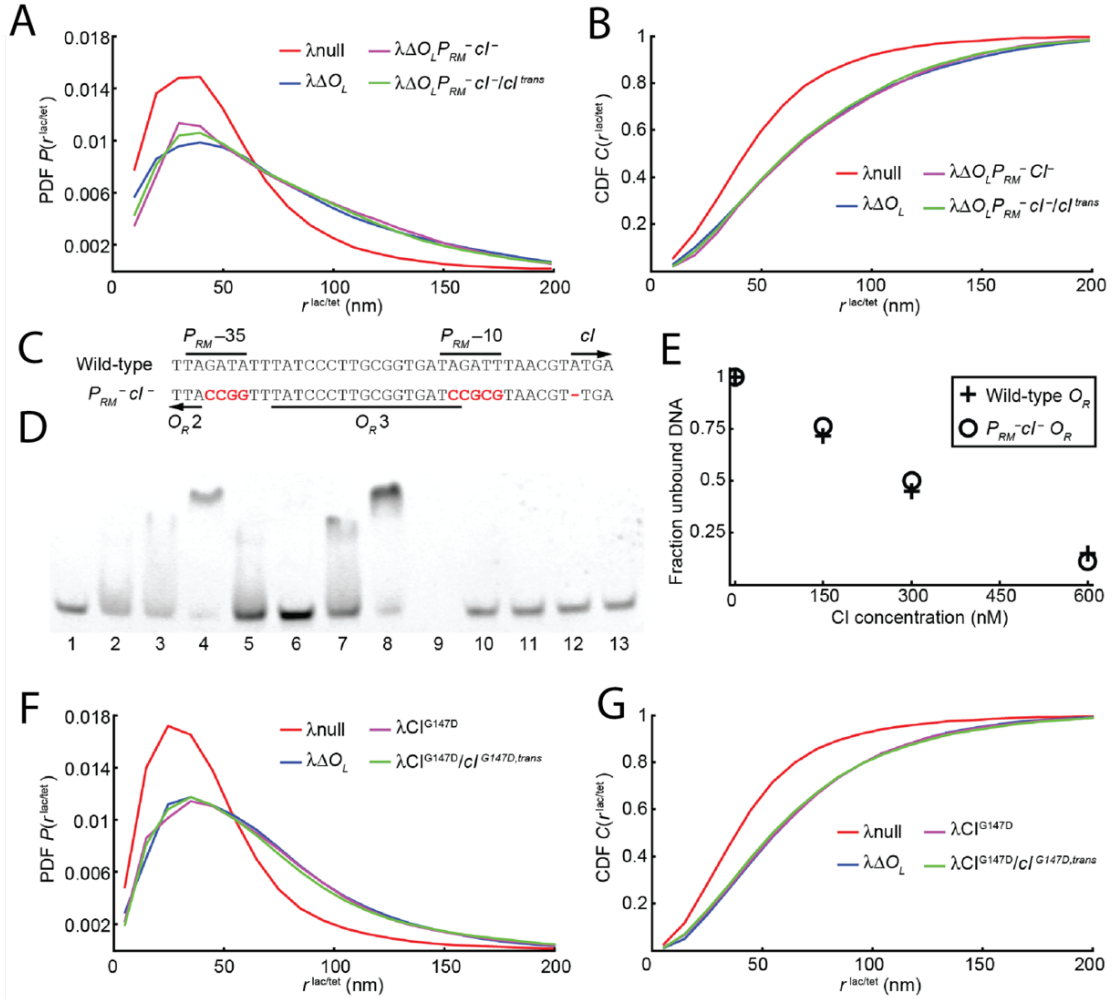 A
PDF P(r^lac/tet)
0.018
0.014
0.01
0.006
0.002
0
50
100
150
200
r^lac/tet (nm)
λnull
λΔO_L
λΔO_LP_RM^-cI^-
λΔO_LP_RM^-cI^-/cI^trans
B
CDF C(r^lac/tet)
1
0.8
0.6
0.4
0.2
0
50
100
150
200
r^lac/tet (nm)
λnull
λΔO_L
λΔO_LP_RM^-CI^-
λΔO_LP_RM^-cI^-/cI^trans
C
P_RM–35
P_RM–10
cI
Wild-type TTAGATATTTATCCCTTGCGGTGATAGATTTAACGTATGA
P_RM^-cI^- TTACCGGTTTATCCCTTGCGGTGATCCGCGTAACGT-TGA
O_R2
O_R3
D
1 2 3 4 5 6 7 8 9 10 11 12 13
E
Fraction unbound DNA
1
0.75
0.5
0.25
0
150
300
450
600
CI concentration (nM)
+ Wild-type O_R
O P_RM^-cI^- O_R
F
PDF P(r^lac/tet)
0.018
0.014
0.01
0.006
0.002
0
50
100
150
200
r^lac/tet (nm)
λnull
λΔO_L
λCI^G147D
λCI^G147D/cI^G147D,trans
G
CDF C(r^lac/tet)
1
0.8
0.6
0.4
0.2
0
50
100
150
200
r^lac/tet (nm)
λnull
λΔO_L
λCI^G147D
λCI^G147D/cI^G147D,trans